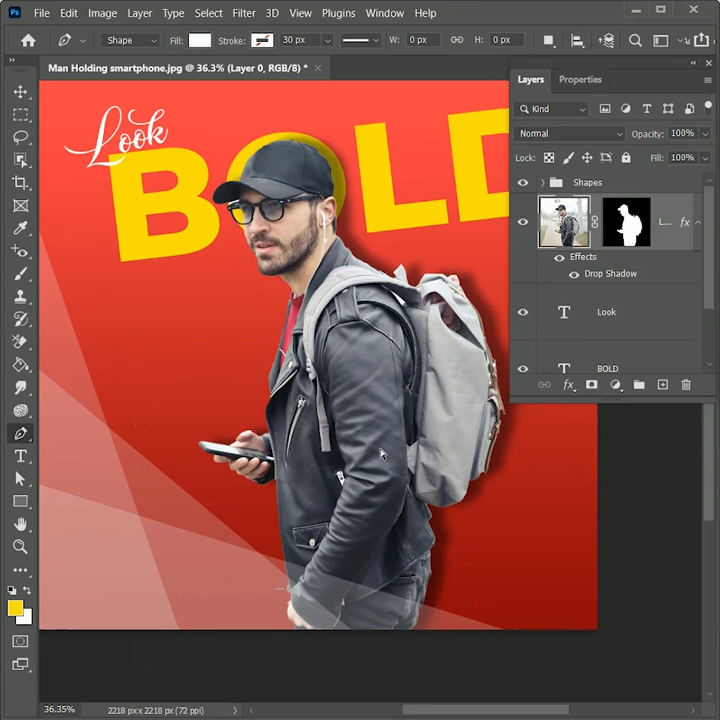 Ps File Edit Image Layer Type Select Filter 3D View Plugins Window Help
Shape Fill: Stroke: 30 px W: 0 px H: 0 px
Man Holding smartphone.jpg @ 36.3% (Layer 0, RGB/8) *
Layers Properties
Kind
Normal Opacity: 100%
Lock: Fill: 100%
Shapes
L... fx
Effects
Drop Shadow
T Look
T BOLD
fx
Look
BOLD
36.35% 2218 px x 2218 px (72 ppi)